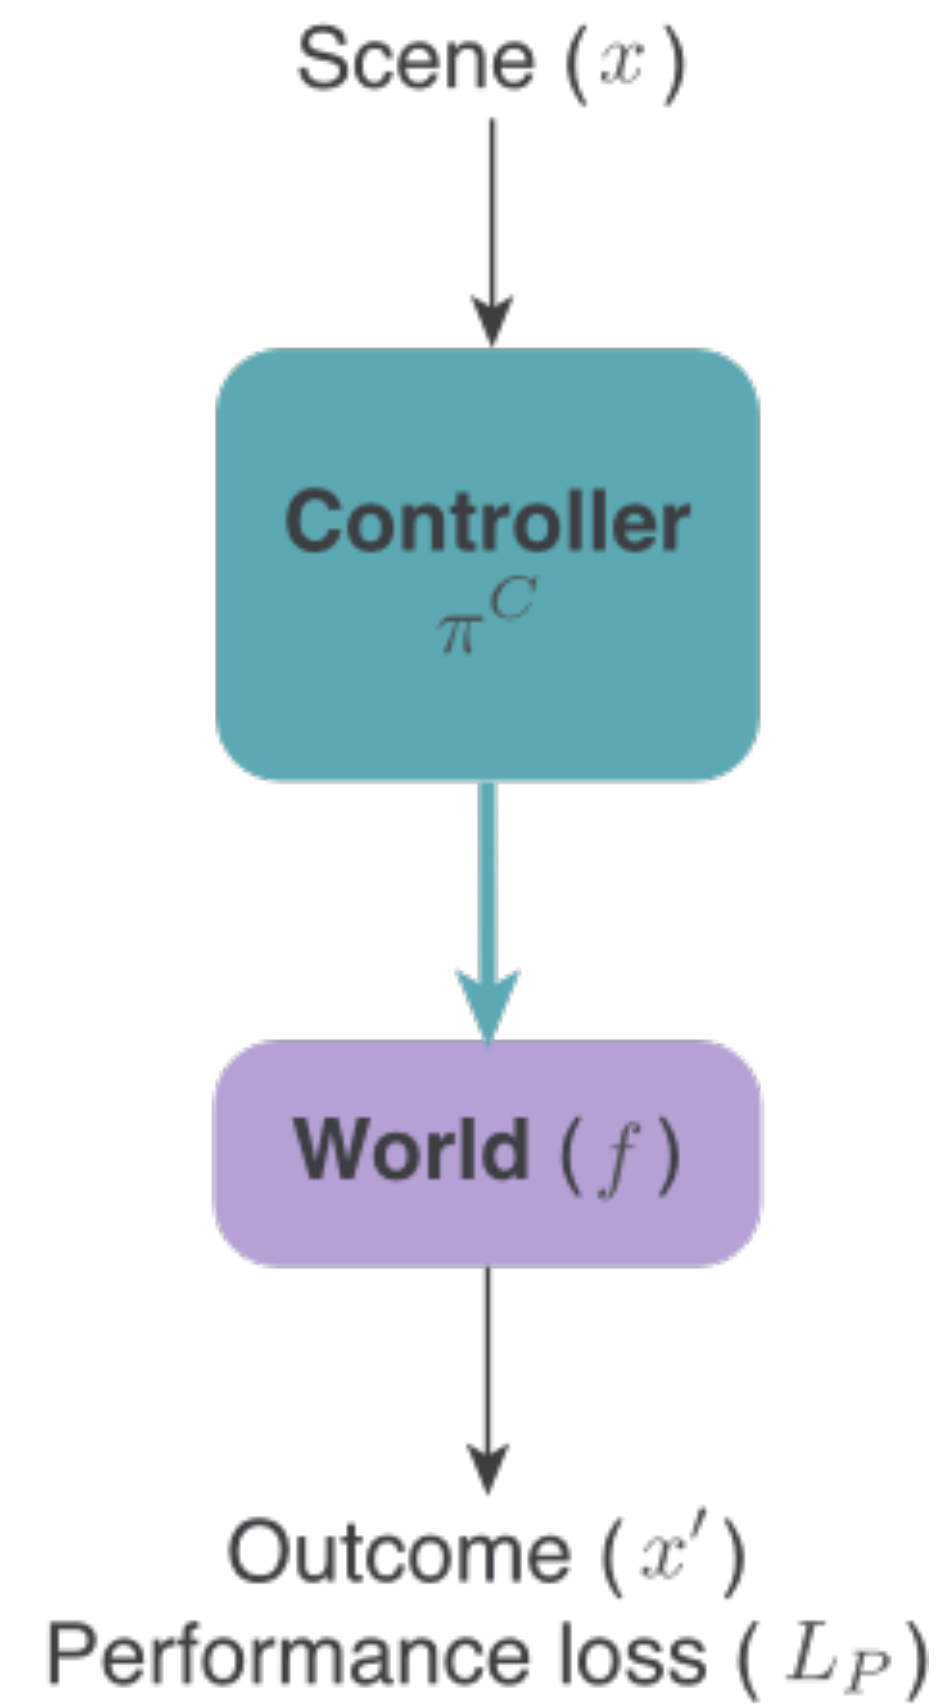 Scene (x)
Controller
π^C
World (f)
Outcome (x′)
Performance loss (L_P)